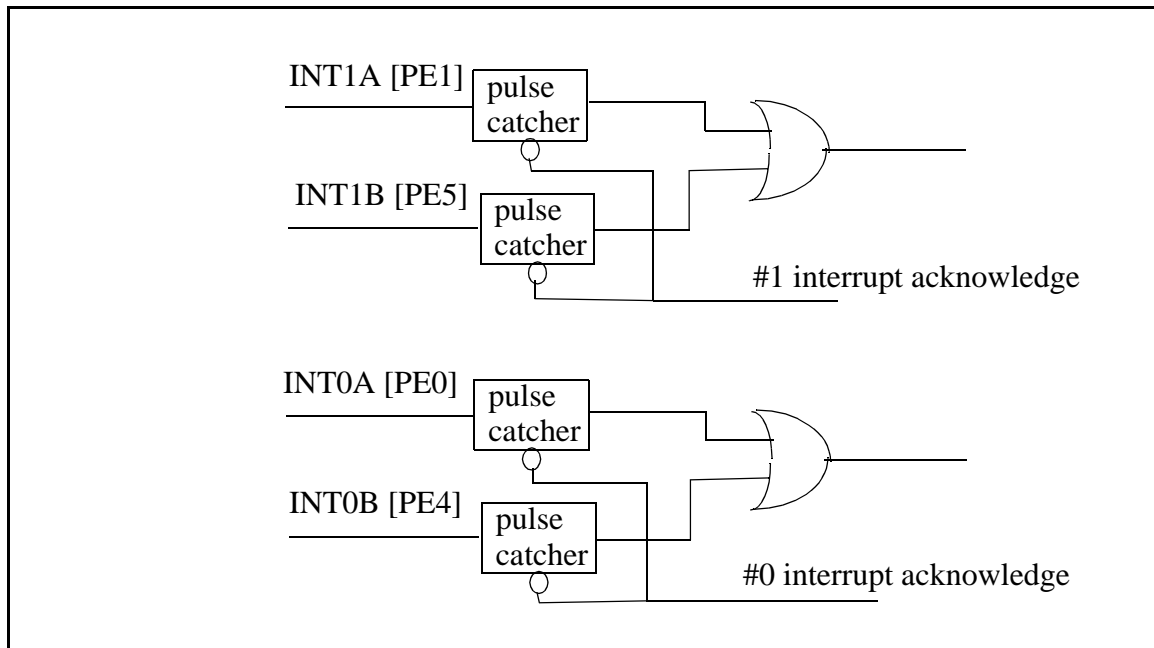 INT1A [PE1]
pulse
catcher
INT1B [PE5]
pulse
catcher
#1 interrupt acknowledge
INT0A [PE0]
pulse
catcher
INT0B [PE4]
pulse
catcher
#0 interrupt acknowledge